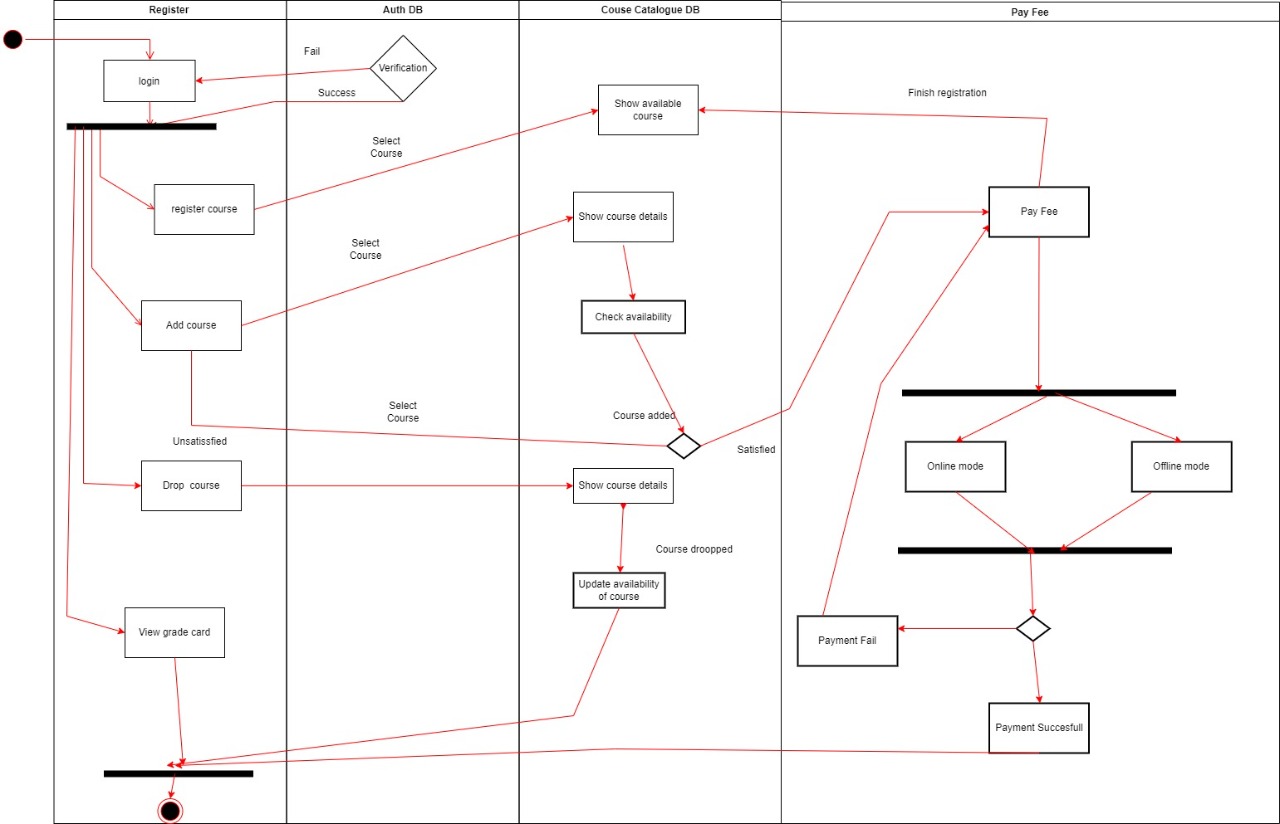 Register
Auth DB
Couse Catalogue DB
Pay Fee
login
Fail
Verification
Success
Show available
course
Finish registration
Select
Course
register course
Show course details
Pay Fee
Select
Course
Add course
Check availability
Select
Course
Course added
Unsatissfied
Satisfied
Online mode
Offline mode
Drop  course
Show course details
Course droopped
Update availability
of course
View grade card
Payment Fail
Payment Succesfull